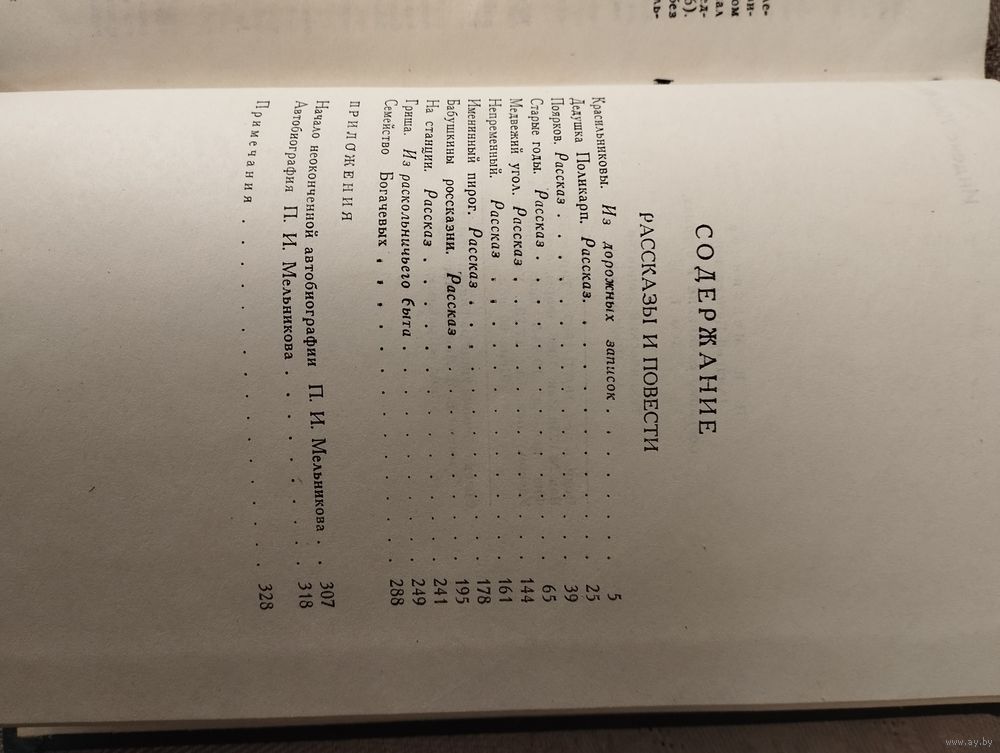 СОДЕРЖАНИЕ
РАССКАЗЫ И ПОВЕСТИ
Красильниковы. Из дорожных записок . . . . . . . 5
Дедушка Поликарп. Рассказ. . . . . . . . . . . . 25
Поярков. Рассказ . . . . . . . . . . . . . . . 39
Старые годы. Рассказ . . . . . . . . . . . . . 65
Медвежий угол. Рассказ . . . . . . . . . . . . 144
Непременный. Рассказ . . . . . . . . . . . . . 161
Именинный пирог. Рассказ . . . . . . . . . . . 178
Бабушкины россказни. Рассказ . . . . . . . . . 195
На станции. Рассказ . . . . . . . . . . . . . 241
Гриша. Из раскольничьего быта . . . . . . . . . 249
Семейство Богачевых . . . . . . . . . . . . . 288
ПРИЛОЖЕНИЯ
Начало неоконченной автобиографии П. И. Мельникова . . 307
Автобиография П. И. Мельникова . . . . . . . . 318
Примечания . . . . . . . . . . . . . . . . 328
www.ay.by